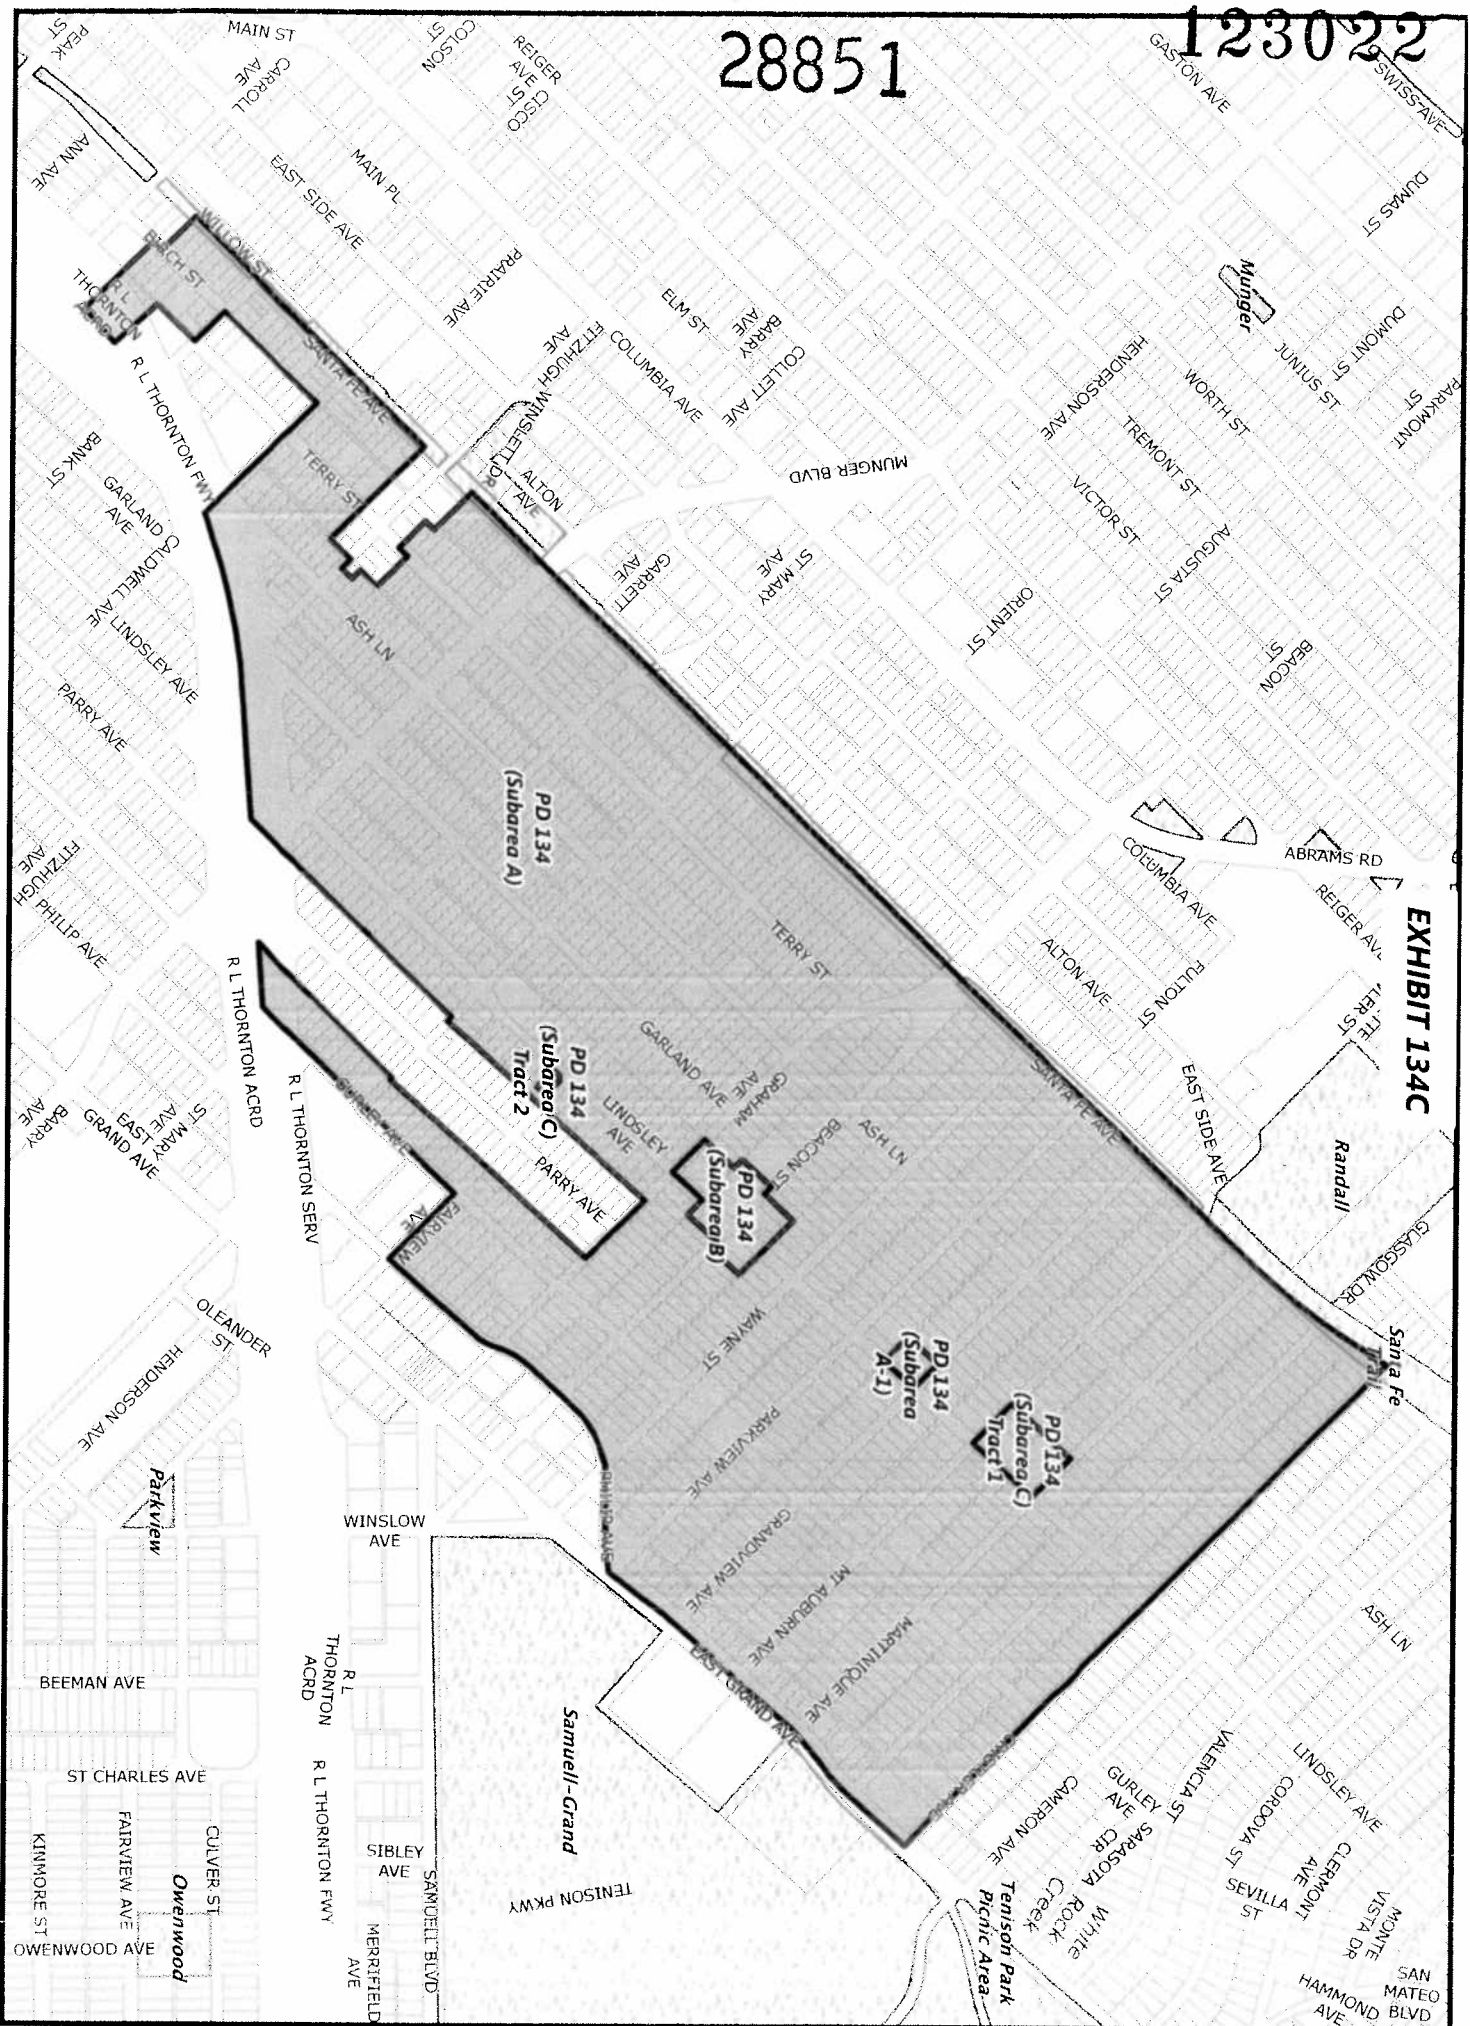 28851
123022
EXHIBIT 134C
PEAK
ST
MAIN ST
CARROLL
AVE
COLSON
ST
REIGER
AVE
CISCO
ST
GASTON AVE
SWISS AVE
ANN AVE
EAST SIDE AVE
MAIN PL
DUMAS ST
WILLOW ST
BIRCH ST
PRAIRIE AVE
Munger
R L
THORNTON
ACRD
SANTA FE AVE
ELM ST
BARRY
AVE
COLLETT AVE
COLUMBIA AVE
FITZHUGH
AVE
WINSLETT DR
HENDERSON AVE
WORTH ST
JUNIUS ST
DUMONT
ST
PARKMONT
ST
R L THORNTON FWY
BANK ST
TERRY ST
ALTON
AVE
MUNGER BLVD
TREMONT ST
VICTOR ST
GARLAND
AVE
CALDWELL AVE
LINDSLEY AVE
PARRY AVE
ASH LN
GARRETT
AVE
ST MARY
AVE
AUGUSTA ST
ORIENT ST
BEACON
ST
PD 134
(Subarea A)
FITZHUGH
AVE
PHILIP AVE
COLUMBIA AVE
ABRAMS RD
REIGER AVE
TERRY ST
ALTON AVE
FULTON ST
R L THORNTON ACRD
R L THORNTON SERV
BARRY
AVE
EAST
GRAND AVE
ST MARY
AVE
PD 134
(Subarea C)
Tract 2
GARLAND AVE
GRAHAM
AVE
LINDSLEY
AVE
BEACON ST
ASH LN
SANTA FE AVE
EAST SIDE AVE
Randall
GLASGOW DR
PARRY AVE
PD 134
(Subarea B)
FAIRVIEW
AVE
OLEANDER
ST
HENDERSON AVE
WAYNE ST
PD 134
(Subarea
A-1)
Santa Fe
Trail
PARKVIEW AVE
PD 134
(Subarea C)
Tract 1
Parkview
WINSLOW
AVE
GRANDVIEW AVE
MT AUBURN AVE
MARTINIQUE AVE
EAST GRAND AVE
ASH LN
BEEMAN AVE
R L
THORNTON
ACRD
Samuell-Grand
ST CHARLES AVE
R L THORNTON FWY
VALENCIA ST
LINDSLEY AVE
CORDOVA ST
GURLEY
AVE
CAMERON AVE
SARASOTA
CIR
CLERMONT
AVE
SEVILLA
ST
MONTE
VISTA DR
KINMORE ST
FAIRVIEW AVE
CULVER ST
SIBLEY
AVE
SAMUELL BLVD
TENISON PKWY
White
Rock
Creek
Tenison Park
Picnic Area
Owenwood
OWENWOOD AVE
MERRIFIELD
AVE
HAMMOND
AVE
SAN
MATEO
BLVD